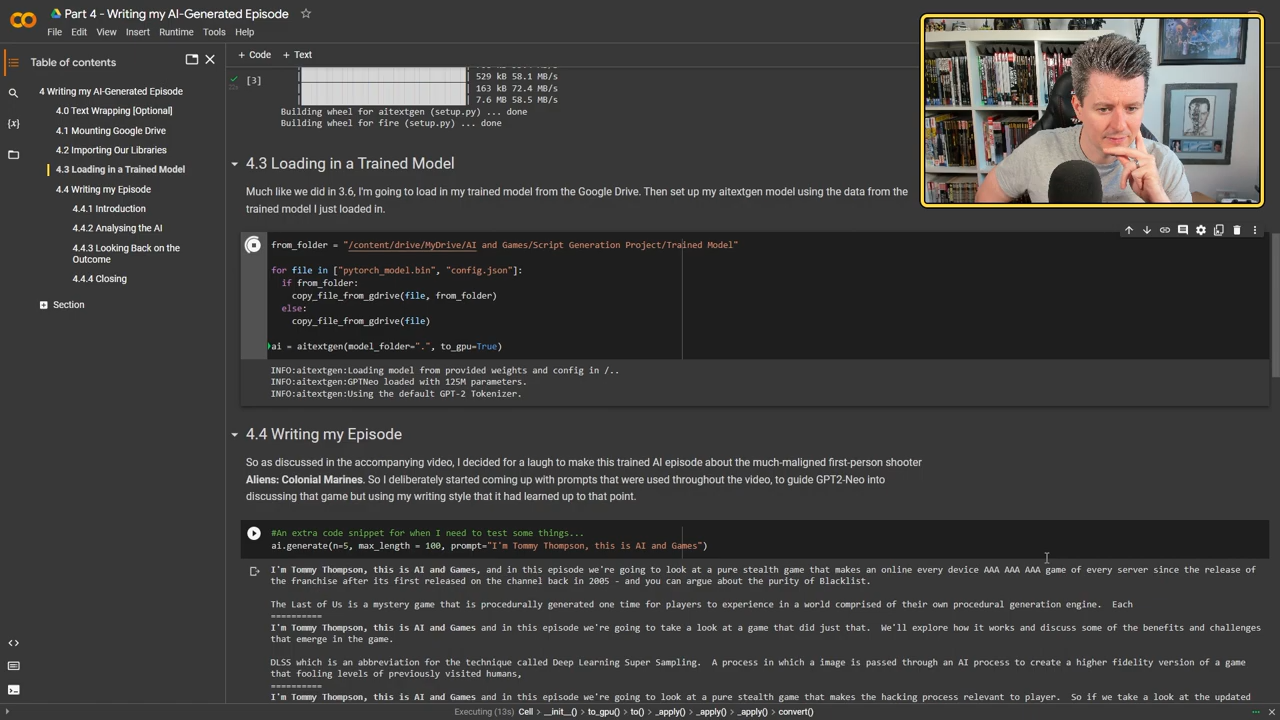 Part 4 - Writing my AI-Generated Episode
File Edit View Insert Runtime Tools Help
Table of contents
+ Code + Text
4 Writing my AI-Generated Episode
4.0 Text Wrapping [Optional]
4.1 Mounting Google Drive
4.2 Importing Our Libraries
4.3 Loading in a Trained Model
4.4 Writing my Episode
4.4.1 Introduction
4.4.2 Analysing the AI
4.4.3 Looking Back on the
Outcome
4.4.4 Closing
Section
[3]
529 kB 58.1 MB/s
163 kB 72.4 MB/s
7.6 MB 58.5 MB/s
Building wheel for aitextgen (setup.py) ... done
Building wheel for fire (setup.py) ... done
4.3 Loading in a Trained Model
Much like we did in 3.6, I'm going to load in my trained model from the Google Drive. Then set up my aitextgen model using the data from the
trained model I just loaded in.
from_folder = "/content/drive/MyDrive/AI and Games/Script Generation Project/Trained Model"
for file in ["pytorch_model.bin", "config.json"]:
if from_folder:
copy_file_from_gdrive(file, from_folder)
else:
copy_file_from_gdrive(file)
ai = aitextgen(model_folder=".", to_gpu=True)
INFO:aitextgen:Loading model from provided weights and config in /..
INFO:aitextgen:GPTNeo loaded with 125M parameters.
INFO:aitextgen:Using the default GPT-2 Tokenizer.
4.4 Writing my Episode
So as discussed in the accompanying video, I decided for a laugh to make this trained AI episode about the much-maligned first-person shooter
Aliens: Colonial Marines. So I deliberately started coming up with prompts that were used throughout the video, to guide GPT2-Neo into
discussing that game but using my writing style that it had learned up to that point.
#An extra code snippet for when I need to test some things...
ai.generate(n=5, max_length = 100, prompt="I'm Tommy Thompson, this is AI and Games")
I'm Tommy Thompson, this is AI and Games, and in this episode we're going to look at a pure stealth game that makes an online every device AAA AAA AAA game of every server since the release of
the franchise after its first released on the channel back in 2005 - and you can argue about the purity of Blacklist.
The Last of Us is a mystery game that is procedurally generated one time for players to experience in a world comprised of their own procedural generation engine. Each
==========
I'm Tommy Thompson, this is AI and Games and in this episode we're going to take a look at a game that did just that. We'll explore how it works and discuss some of the benefits and challenges
that emerge in the game.
DLSS which is an abbreviation for the technique called Deep Learning Super Sampling. A process in which a image is passed through an AI process to create a higher fidelity version of a game
that fooling levels of previously visited humans,
==========
I'm Tommy Thompson, this is AI and Games and in this episode we're going to look at a pure stealth game that makes the hacking process relevant to player. So if we take a look at the updated
Executing (13s) Cell > __init__() > to_gpu() > to() > _apply() > _apply() > _apply() > convert()